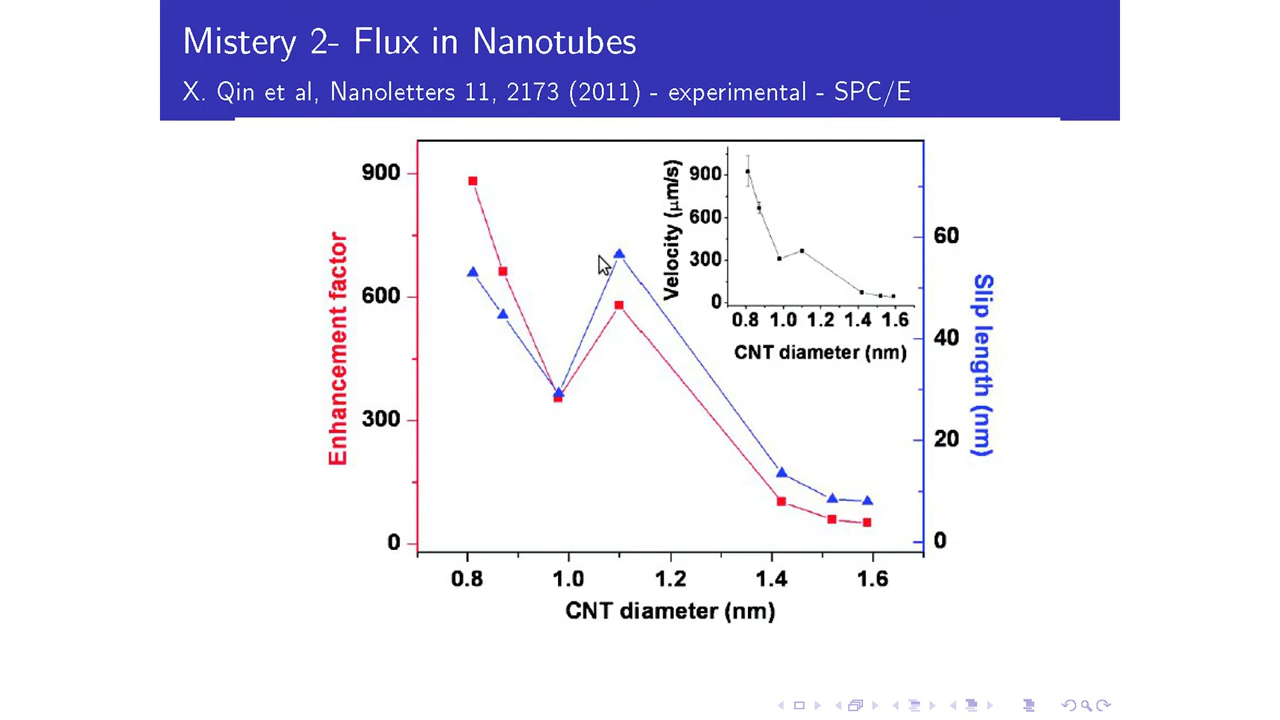 Mistery 2- Flux in Nanotubes
X. Qin et al, Nanoletters 11, 2173 (2011) - experimental - SPC/E
Enhancement factor
900
600
300
0
0.8 1.0 1.2 1.4 1.6
CNT diameter (nm)
Velocity (μm/s)
900
600
300
0
0.8 1.0 1.2 1.4 1.6
CNT diameter (nm)
60
40
20
0
Slip length (nm)